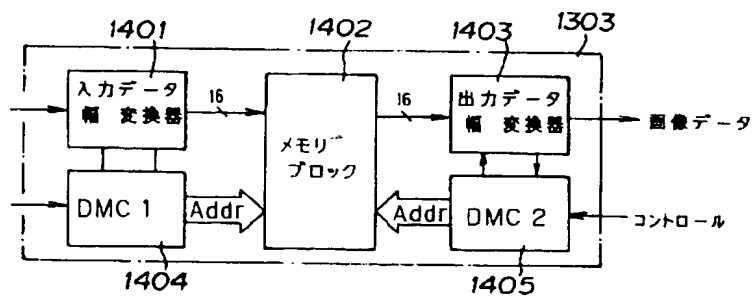 1401
1402
1403
1303
入力データ
幅 変換器
16
メモリ
ブロック
16
出力データ
幅 変換器
画像データ
DMC 1
Addr
Addr
DMC 2
コントロール
1404
1405